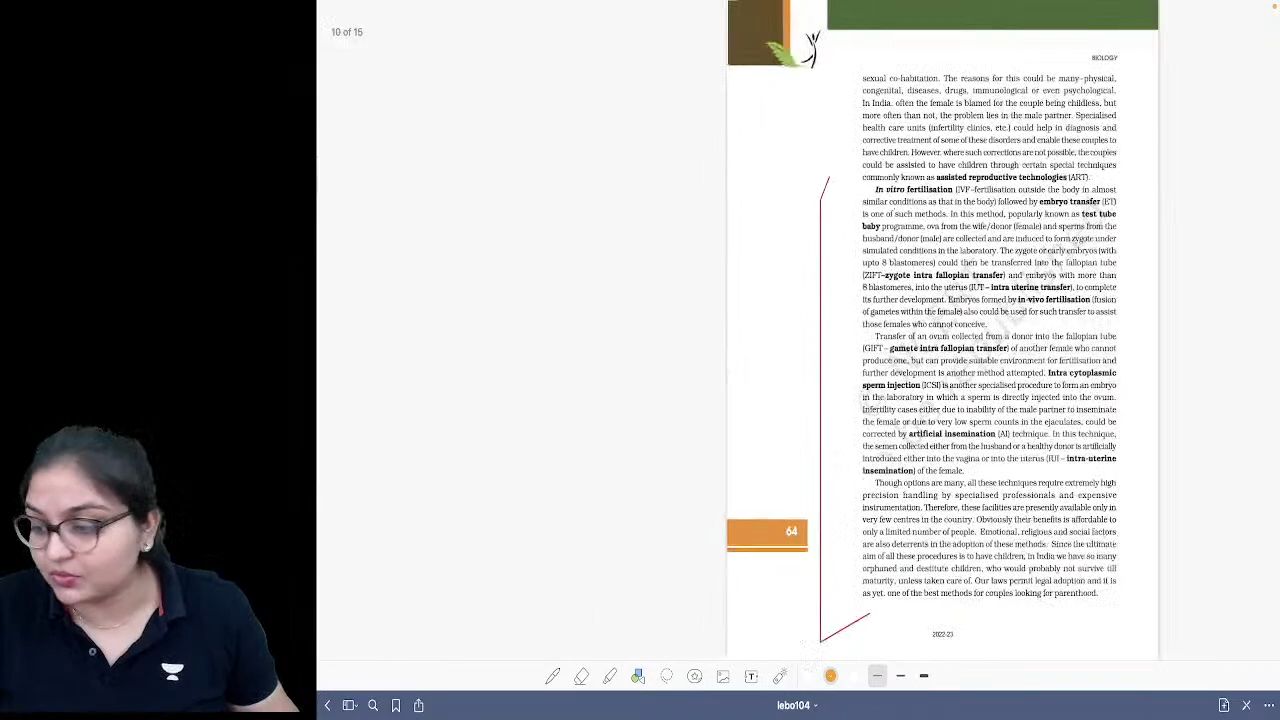 10 of 15
BIOLOGY
sexual co-habitation. The reasons for this could be many–physical,
congenital, diseases, drugs, immunological or even psychological.
In India, often the female is blamed for the couple being childless, but
more often than not, the problem lies in the male partner. Specialised
health care units (infertility clinics, etc.) could help in diagnosis and
corrective treatment of some of these disorders and enable these couples to
have children. However, where such corrections are not possible, the couples
could be assisted to have children through certain special techniques
commonly known as assisted reproductive technologies (ART).
In vitro fertilisation (IVF–fertilisation outside the body in almost
similar conditions as that in the body) followed by embryo transfer (ET)
is one of such methods. In this method, popularly known as test tube
baby programme, ova from the wife/donor (female) and sperms from the
husband/donor (male) are collected and are induced to form zygote under
simulated conditions in the laboratory. The zygote or early embryos (with
upto 8 blastomeres) could then be transferred into the fallopian tube
(ZIFT–zygote intra fallopian transfer) and embryos with more than
8 blastomeres, into the uterus (IUT – intra uterine transfer), to complete
its further development. Embryos formed by in-vivo fertilisation (fusion
of gametes within the female) also could be used for such transfer to assist
those females who cannot conceive.
Transfer of an ovum collected from a donor into the fallopian tube
(GIFT – gamete intra fallopian transfer) of another female who cannot
produce one, but can provide suitable environment for fertilisation and
further development is another method attempted. Intra cytoplasmic
sperm injection (ICSI) is another specialised procedure to form an embryo
in the laboratory in which a sperm is directly injected into the ovum.
Infertility cases either due to inability of the male partner to inseminate
the female or due to very low sperm counts in the ejaculates, could be
corrected by artificial insemination (AI) technique. In this technique,
the semen collected either from the husband or a healthy donor is artificially
introduced either into the vagina or into the uterus (IUI – intra-uterine
insemination) of the female.
Though options are many, all these techniques require extremely high
precision handling by specialised professionals and expensive
instrumentation. Therefore, these facilities are presently available only in
very few centres in the country. Obviously their benefits is affordable to
only a limited number of people. Emotional, religious and social factors
are also deterrents in the adoption of these methods. Since the ultimate
aim of all these procedures is to have children, in India we have so many
orphaned and destitute children, who would probably not survive till
maturity, unless taken care of. Our laws permit legal adoption and it is
as yet, one of the best methods for couples looking for parenthood.
64
2022-23
lebo104